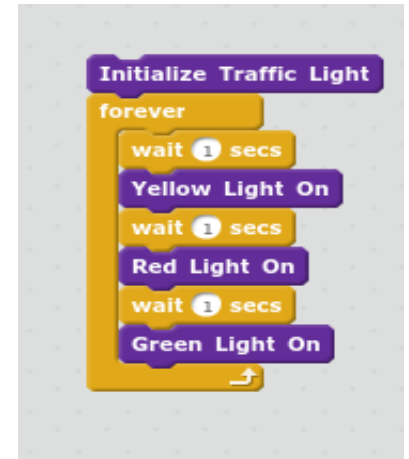 Initialize Traffic Light
forever
wait 1 secs
Yellow Light On
wait 1 secs
Red Light On
wait 1 secs
Green Light On